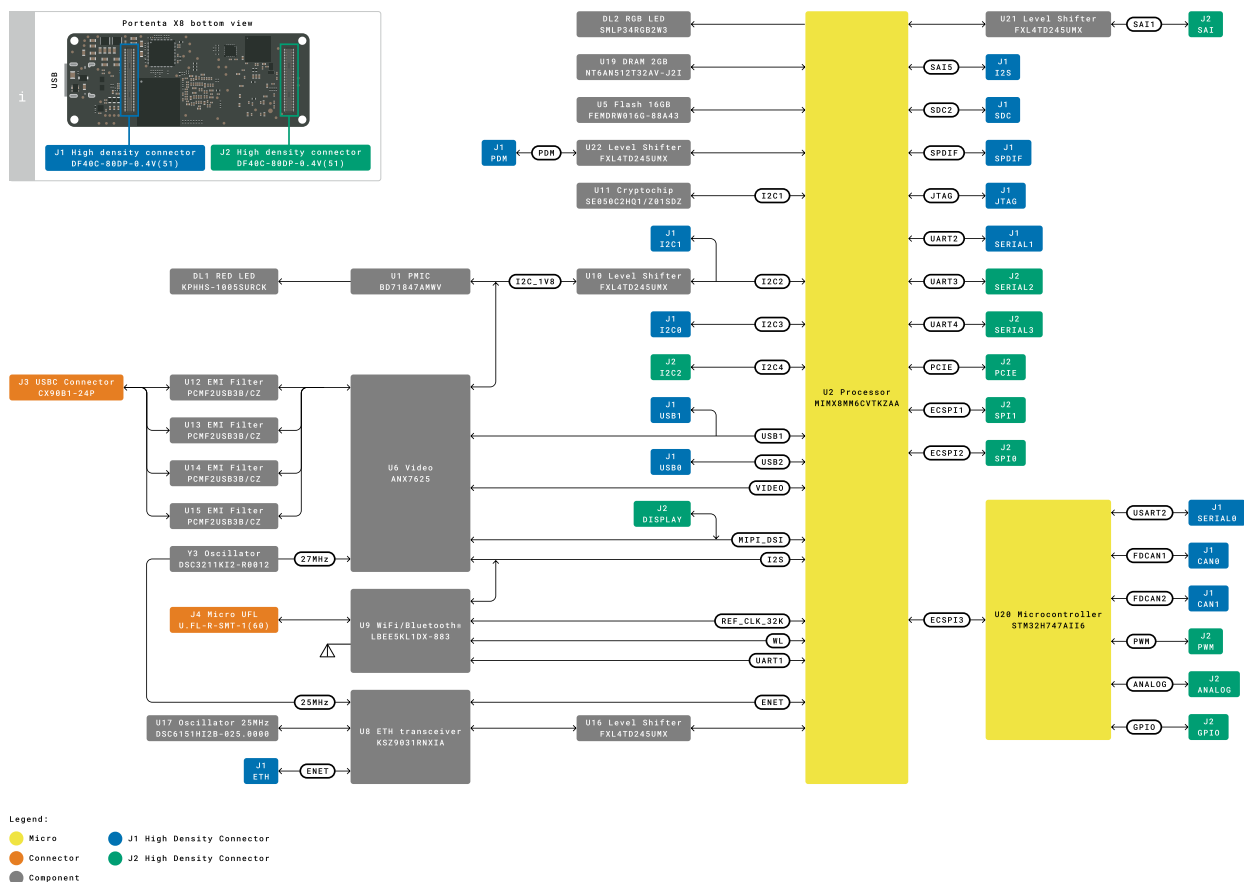 Portenta X8 bottom view
USB
i
J1 High density connector
DF40C-80DP-0.4V(51)
J2 High density connector
DF40C-80DP-0.4V(51)
DL2 RGB LED
SMLP34RGB2W3
U19 DRAM 2GB
NT6AN512T32AV-J2I
U5 Flash 16GB
FEMDRW016G-88A43
J1
PDM
PDM
U22 Level Shifter
FXL4TD245UMX
U11 Cryptochip
SE050C2HQ1/Z01SDZ
I2C1
J1
I2C1
DL1 RED LED
KPHHS-1005SURCK
U1 PMIC
BD71847AMWV
I2C_1V8
U10 Level Shifter
FXL4TD245UMX
I2C2
J1
I2C0
I2C3
J2
I2C2
I2C4
J3 USBC Connector
CX90B1-24P
U12 EMI Filter
PCMF2USB3B/CZ
U13 EMI Filter
PCMF2USB3B/CZ
U14 EMI Filter
PCMF2USB3B/CZ
U15 EMI Filter
PCMF2USB3B/CZ
U6 Video
ANX7625
J1
USB1
USB1
J1
USB0
USB2
VIDEO
J2
DISPLAY
MIPI_DSI
Y3 Oscillator
DSC3211KI2-R0012
27MHz
I2S
J4 Micro UFL
U.FL-R-SMT-1(60)
U9 WiFi/Bluetooth®
LBEE5KL1DX-883
REF_CLK_32K
WL
UART1
25MHz
ENET
U17 Oscillator 25MHz
DSC6151HI2B-025.0000
U8 ETH transceiver
KSZ9031RNXIA
U16 Level Shifter
FXL4TD245UMX
J1
ETH
ENET
U2 Processor
MIMX8MM6CVTKZAA
U21 Level Shifter
FXL4TD245UMX
SAI1
J2
SAI
SAI5
J1
I2S
SDC2
J1
SDC
SPDIF
J1
SPDIF
JTAG
J1
JTAG
UART2
J1
SERIAL1
UART3
J2
SERIAL2
UART4
J2
SERIAL3
PCIE
J2
PCIE
ECSPI1
J2
SPI1
ECSPI2
J2
SPI0
ECSPI3
U20 Microcontroller
STM32H747AII6
USART2
J1
SERIAL0
FDCAN1
J1
CAN0
FDCAN2
J1
CAN1
PWM
J2
PWM
ANALOG
J2
ANALOG
GPIO
J2
GPIO
Legend:
Micro
Connector
Component
J1 High Density Connector
J2 High Density Connector